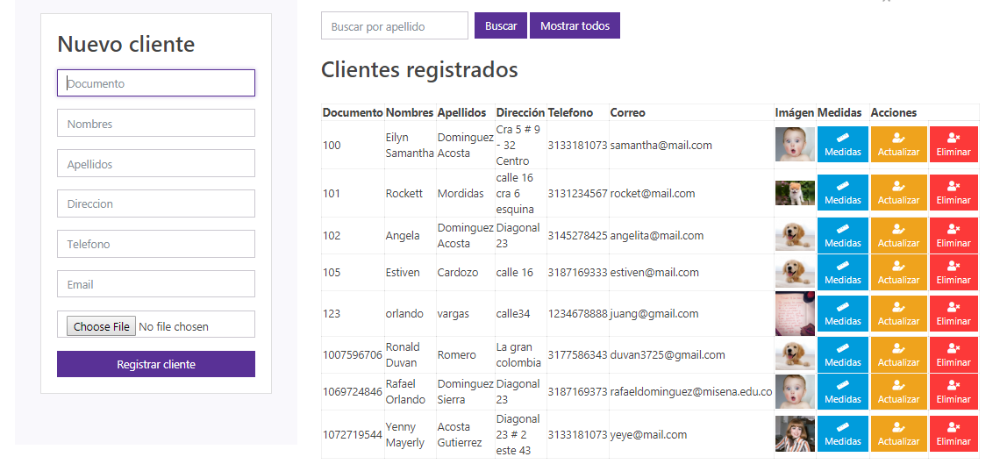 Nuevo cliente
Documento
Nombres
Apellidos
Direccion
Telefono
Email
Choose File No file chosen
Registrar cliente
Buscar por apellido Buscar Mostrar todos
Clientes registrados
Documento Nombres Apellidos Dirección Telefono Correo Imágen Medidas Acciones
100 Eilyn Samantha Dominguez Acosta Cra 5 # 9 - 32 Centro 3133181073 samantha@mail.com Medidas Actualizar Eliminar
101 Rockett Mordidas calle 16 cra 6 esquina 3131234567 rocket@mail.com Medidas Actualizar Eliminar
102 Angela Dominguez Acosta Diagonal 23 3145278425 angelita@mail.com Medidas Actualizar Eliminar
105 Estiven Cardozo calle 16 3187169333 estiven@mail.com Medidas Actualizar Eliminar
123 orlando vargas calle34 1234678888 juang@gmail.com Medidas Actualizar Eliminar
1007596706 Ronald Duvan Romero La gran colombia 3177586343 duvan3725@gmail.com Medidas Actualizar Eliminar
1069724846 Rafael Orlando Dominguez Sierra Diagonal 23 3187169373 rafaeldominguez@misena.edu.co Medidas Actualizar Eliminar
1072719544 Yenny Mayerly Acosta Gutierrez Diagonal 23 # 2 este 43 3133181073 yeye@mail.com Medidas Actualizar Eliminar